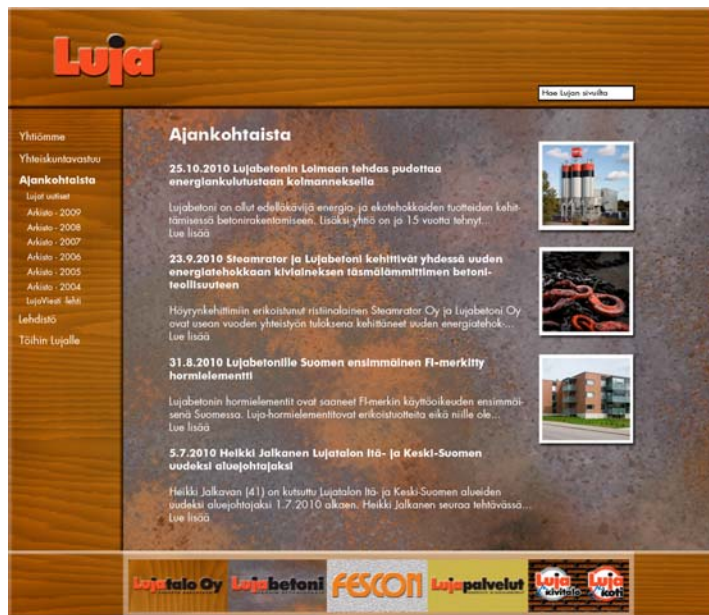 Luja
Hae Lujan sivuilta
Yhtiömme
Yhteiskuntavastuu
Ajankohtaista
Lujat uutiset
Arkisto - 2009
Arkisto - 2008
Arkisto - 2007
Arkisto - 2006
Arkisto - 2005
Arkisto - 2004
LujaViesti -lehti
Lehdistö
Töihin Lujalle
Ajankohtaista
25.10.2010 Lujabetonin Loimaan tehdas pudottaa
energiankulutustaan kolmanneksella
Lujabetoni on ollut edelläkävijä energia- ja ekotehokkaiden tuotteiden kehit-
tämisessä betonirakentamiseen. Lisäksi yhtiö on jo 15 vuotta tehnyt...
Lue lisää
23.9.2010 Steamrator ja Lujabetoni kehittivät yhdessä uuden
energiatehokkaan kiviaineksen täsmälämmittimen betoni-
teollisuuteen
Höyrynkehittimiin erikoistunut ristiinalainen Steamrator Oy ja Lujabetoni Oy
ovat usean vuoden yhteistyön tuloksena kehittäneet uuden energiatehok-...
Lue lisää
31.8.2010 Lujabetonille Suomen ensimmäinen FI-merkitty
hormielementti
Lujabetonin hormielementit ovat saaneet FI-merkin käyttöoikeuden ensimmäi-
senä Suomessa. Luja-hormielementitovat erikoistuotteita eikä niille ole...
Lue lisää
5.7.2010 Heikki Jalkanen Lujatalon Itä- ja Keski-Suomen
uudeksi aluejohtajaksi
Heikki Jalkavan (41) on kutsuttu Lujatalon Itä- ja Keski-Suomen alueiden
uudeksi aluejohtajaksi 1.7.2010 alkaen. Heikki Jalkanen seuraa tehtävässä...
Lue lisää
Lujatalo Oy
Lujabetoni
FESCON
Lujapalvelut
Luja kivitalo
Luja koti